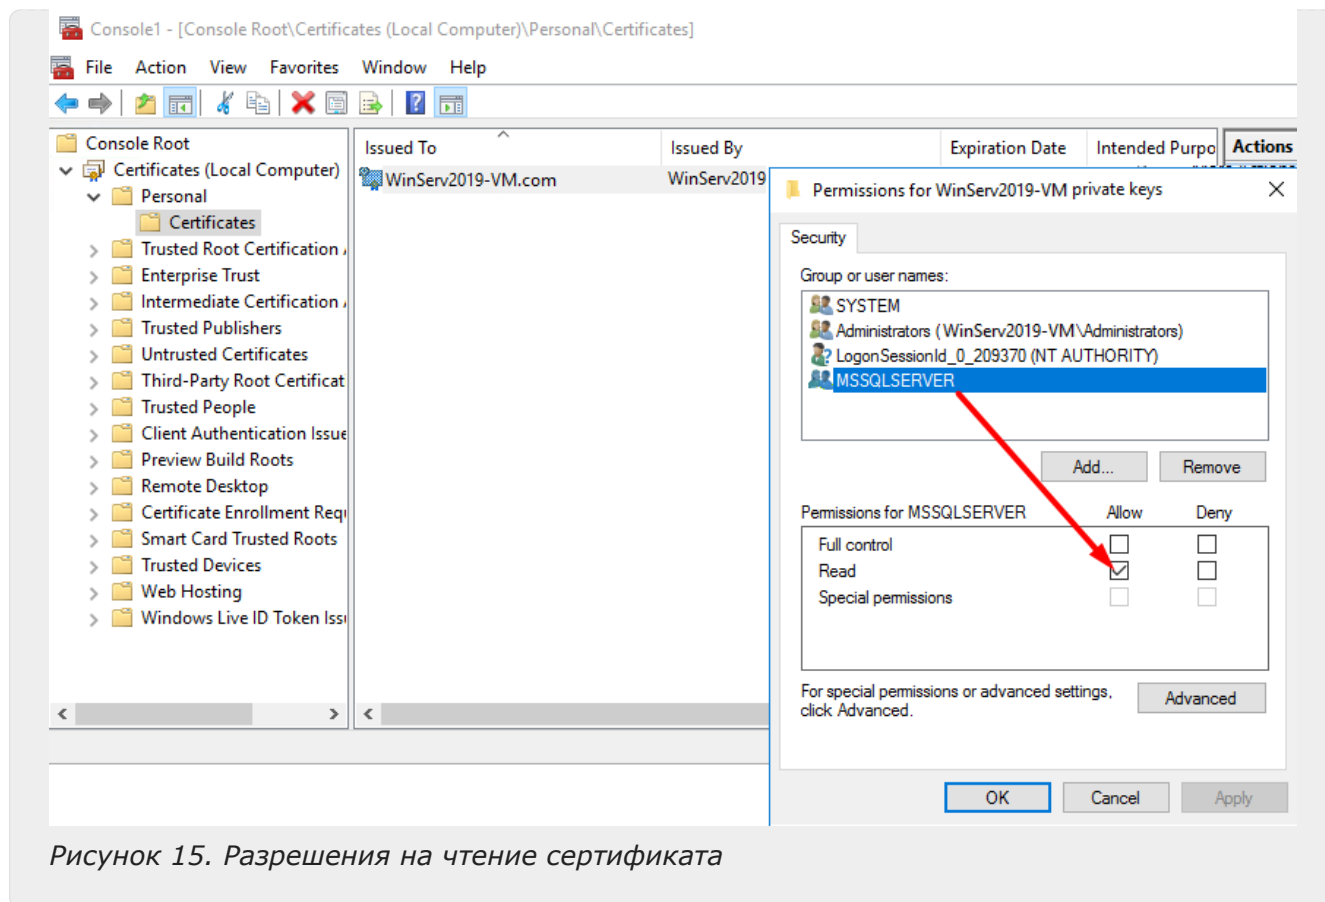 Console1 - [Console Root\Certificates (Local Computer)\Personal\Certificates]
File Action View Favorites Window Help
Console Root
Certificates (Local Computer)
Personal
Certificates
Trusted Root Certification
Enterprise Trust
Intermediate Certification
Trusted Publishers
Untrusted Certificates
Third-Party Root Certificat
Trusted People
Client Authentication Issue
Preview Build Roots
Remote Desktop
Certificate Enrollment Requ
Smart Card Trusted Roots
Trusted Devices
Web Hosting
Windows Live ID Token Issu
Issued To Issued By Expiration Date Intended Purpo
WinServ2019-VM.com WinServ2019
Actions
Permissions for WinServ2019-VM private keys
Security
Group or user names:
SYSTEM
Administrators (WinServ2019-VM\Administrators)
LogonSessionId_0_209370 (NT AUTHORITY)
MSSQLSERVER
Add... Remove
Permissions for MSSQLSERVER Allow Deny
Full control
Read
Special permissions
For special permissions or advanced settings,
click Advanced.
Advanced
OK Cancel Apply
Рисунок 15. Разрешения на чтение сертификата